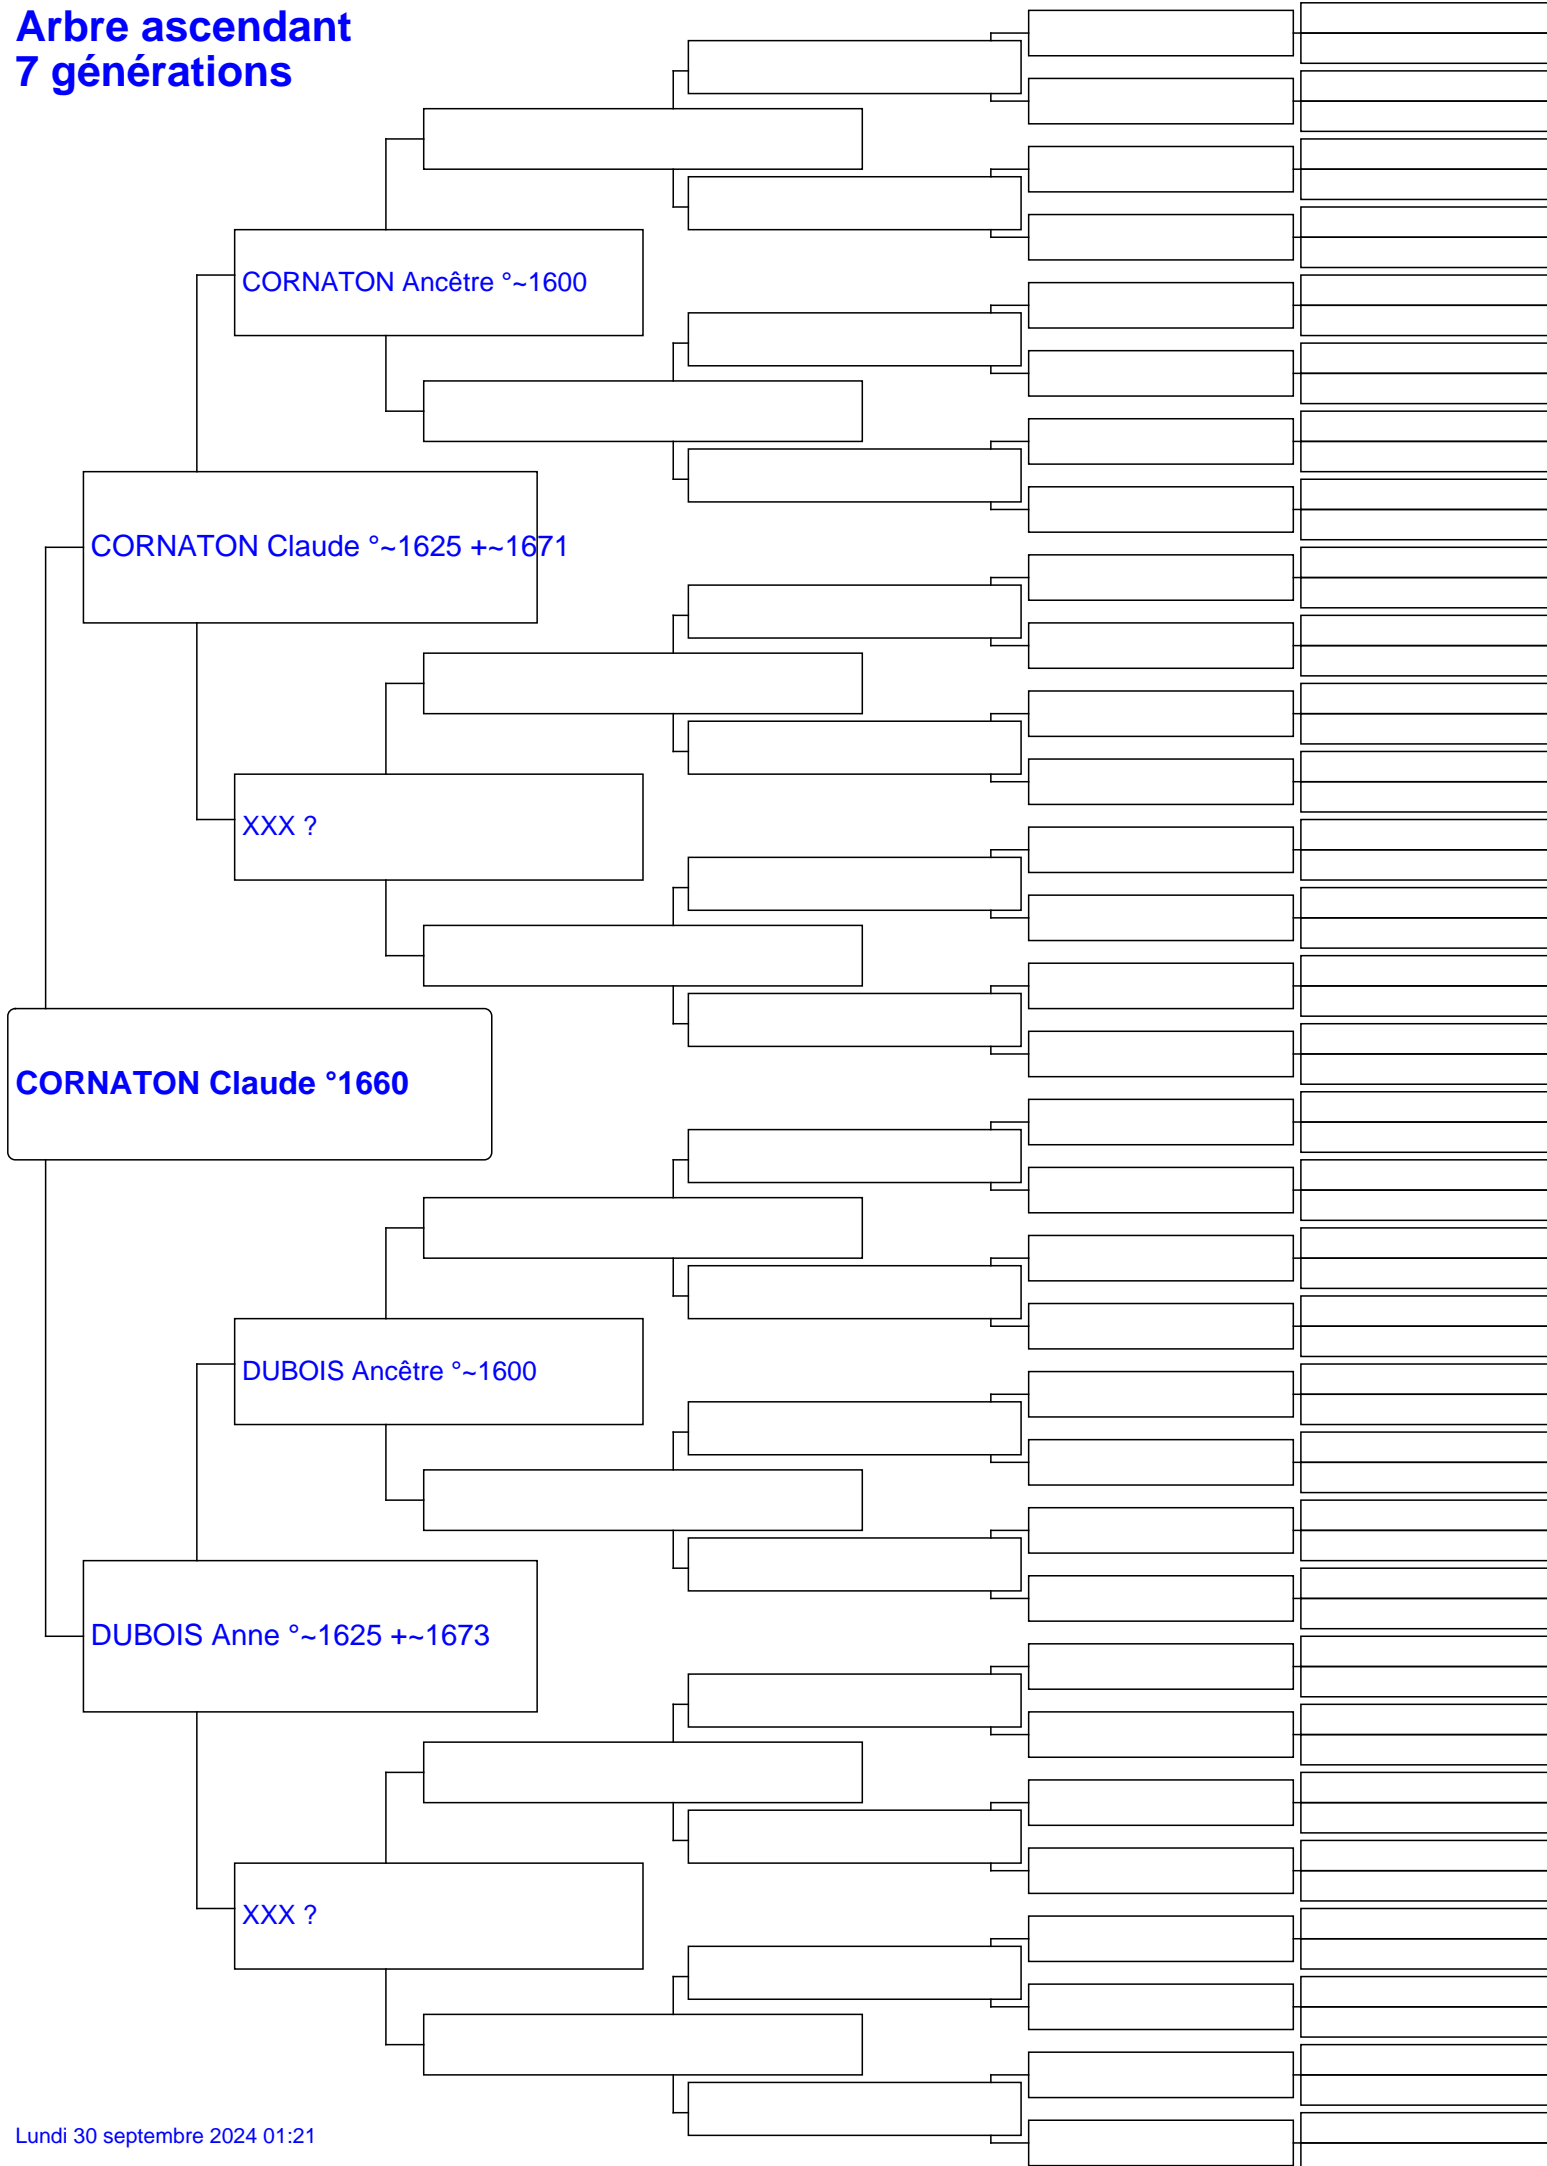 Arbre ascendant
7 générations
CORNATON Ancêtre °~1600
CORNATON Claude °~1625 +~1671
XXX ?
CORNATON Claude °1660
DUBOIS Ancêtre °~1600
DUBOIS Anne °~1625 +~1673
XXX ?
Lundi 30 septembre 2024 01:21